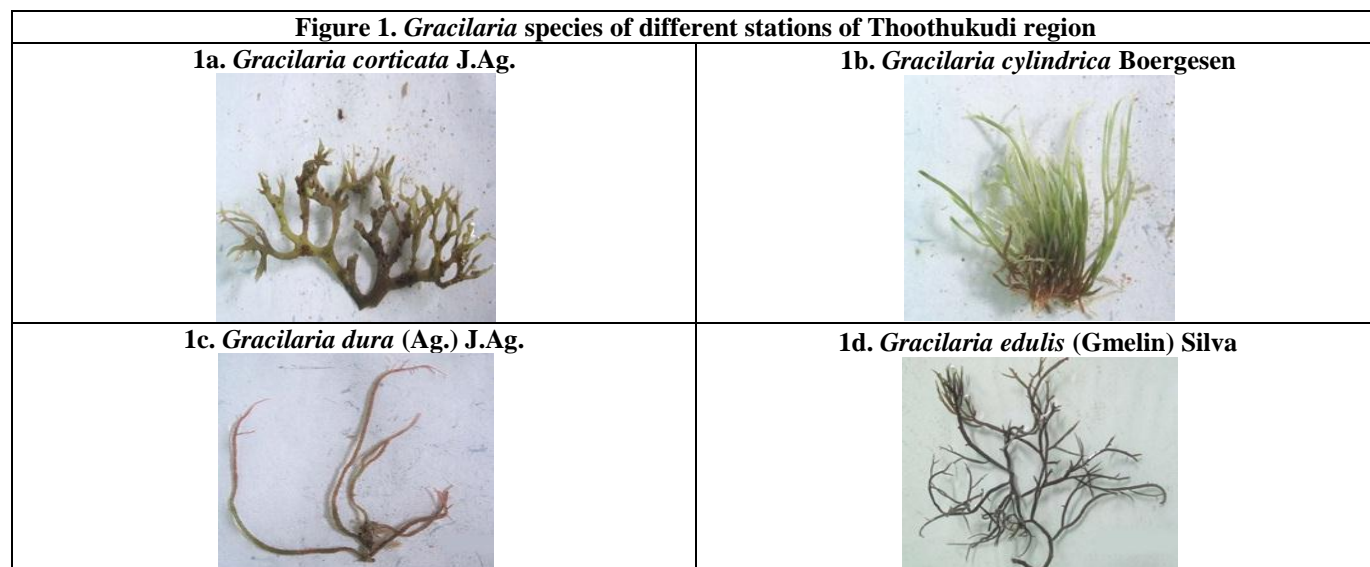 Figure 1. Gracilaria species of different stations of Thoothukudi region
1a. Gracilaria corticata J.Ag.
1b. Gracilaria cylindrica Boergesen
1c. Gracilaria dura (Ag.) J.Ag.
1d. Gracilaria edulis (Gmelin) Silva